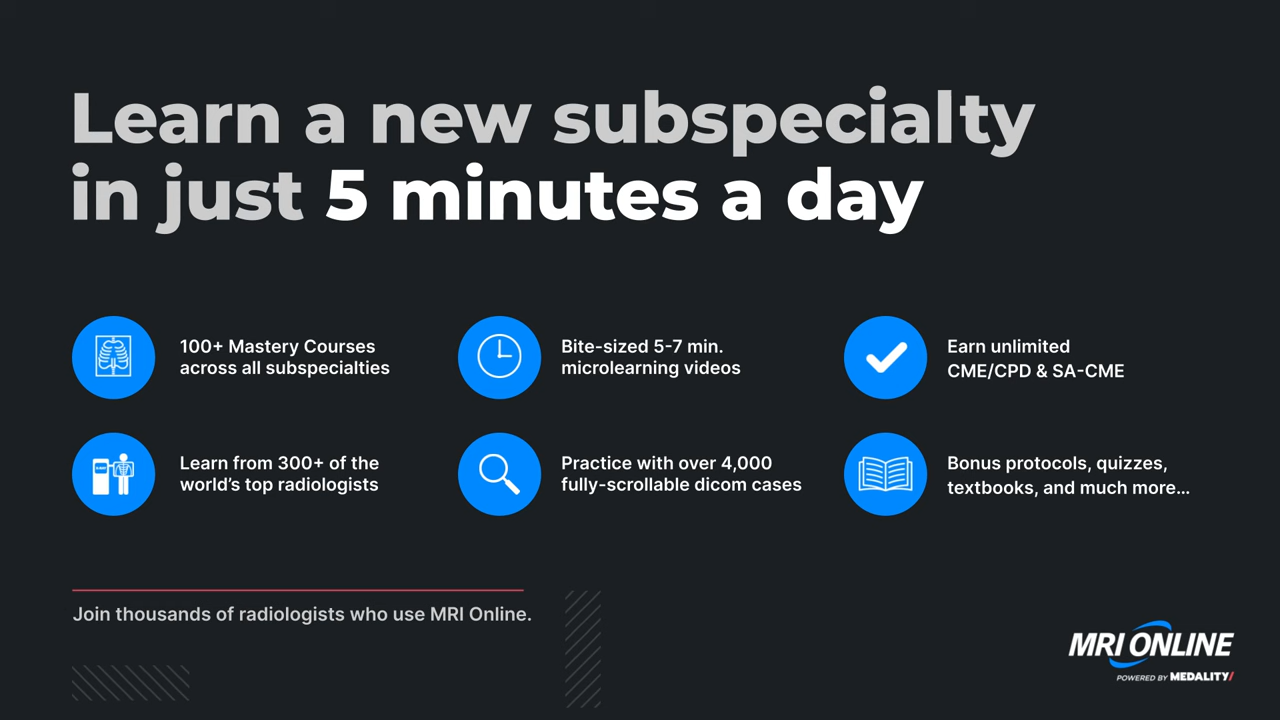 Learn a new subspecialty
in just 5 minutes a day
100+ Mastery Courses
across all subspecialties
Bite-sized 5-7 min.
microlearning videos
Earn unlimited
CME/CPD & SA-CME
Learn from 300+ of the
world's top radiologists
Practice with over 4,000
fully-scrollable dicom cases
Bonus protocols, quizzes,
textbooks, and much more...
Join thousands of radiologists who use MRI Online.
MRI ONLINE
POWERED BY MEDALITY/